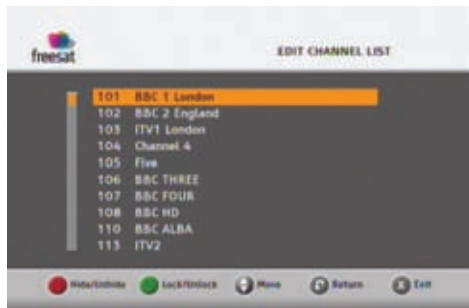 freesat
EDIT CHANNEL LIST
101 BBC 1 London
102 BBC 2 England
103 ITV1 London
104 Channel 4
105 Five
106 BBC THREE
107 BBC FOUR
108 BBC HD
110 BBC ALBA
113 ITV2
Hide/Unhide Lock/Unlock Move Return Exit